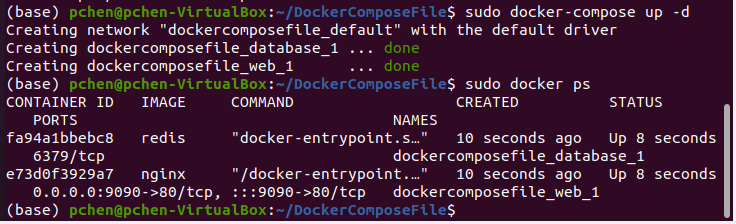 (base) pchen@pchen-VirtualBox:~/DockerComposeFile$ sudo docker-compose up -d
Creating network "dockercomposefile_default" with the default driver
Creating dockercomposefile_database_1 ... done
Creating dockercomposefile_web_1      ... done
(base) pchen@pchen-VirtualBox:~/DockerComposeFile$ sudo docker ps
CONTAINER ID   IMAGE     COMMAND                  CREATED          STATUS
   PORTS                                   NAMES
fa94a1bbebc8   redis     "docker-entrypoint.s…"   10 seconds ago   Up 8 seconds
   6379/tcp                                dockercomposefile_database_1
e73d0f3929a7   nginx     "/docker-entrypoint.…"   10 seconds ago   Up 8 seconds
   0.0.0.0:9090->80/tcp, :::9090->80/tcp   dockercomposefile_web_1
(base) pchen@pchen-VirtualBox:~/DockerComposeFile$